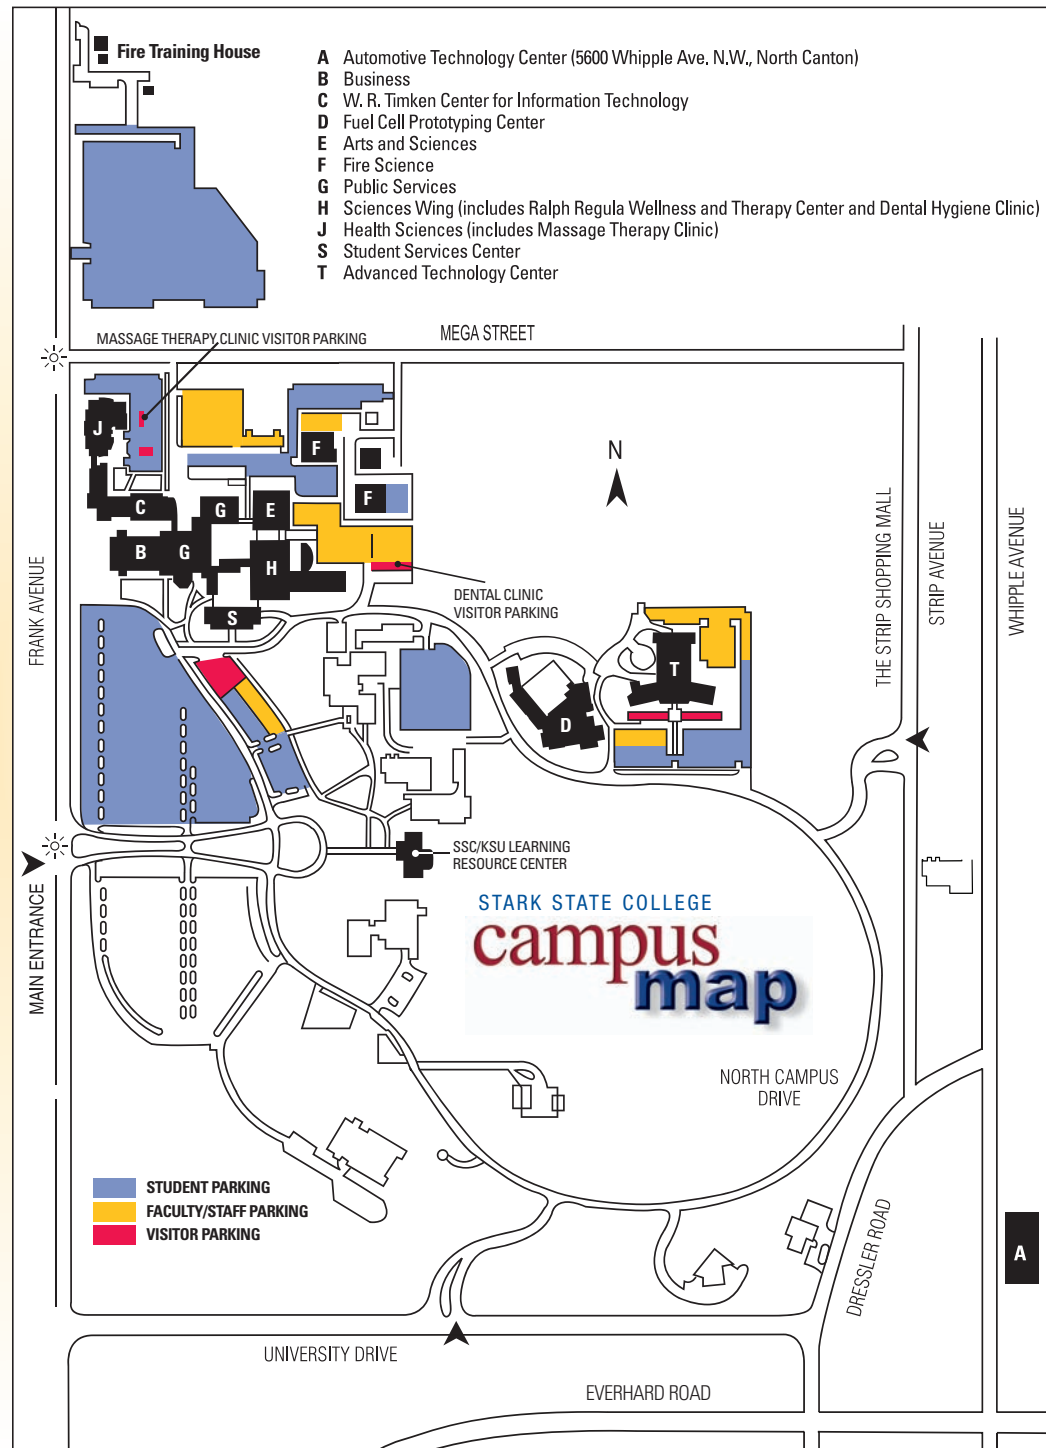 Fire Training House
A Automotive Technology Center (5600 Whipple Ave. N.W., North Canton)
B Business
C W. R. Timken Center for Information Technology
D Fuel Cell Prototyping Center
E Arts and Sciences
F Fire Science
G Public Services
H Sciences Wing (includes Ralph Regula Wellness and Therapy Center and Dental Hygiene Clinic)
J Health Sciences (includes Massage Therapy Clinic)
S Student Services Center
T Advanced Technology Center
MASSAGE THERAPY CLINIC VISITOR PARKING
MEGA STREET
J
F
N
F
C
G
E
B
G
H
S
DENTAL CLINIC
VISITOR PARKING
FRANK AVENUE
THE STRIP SHOPPING MALL
STRIP AVENUE
WHIPPLE AVENUE
T
D
SSC/KSU LEARNING
RESOURCE CENTER
MAIN ENTRANCE
STARK STATE COLLEGE
campus
map
NORTH CAMPUS
DRIVE
STUDENT PARKING
FACULTY/STAFF PARKING
VISITOR PARKING
DRESSLER ROAD
A
UNIVERSITY DRIVE
EVERHARD ROAD